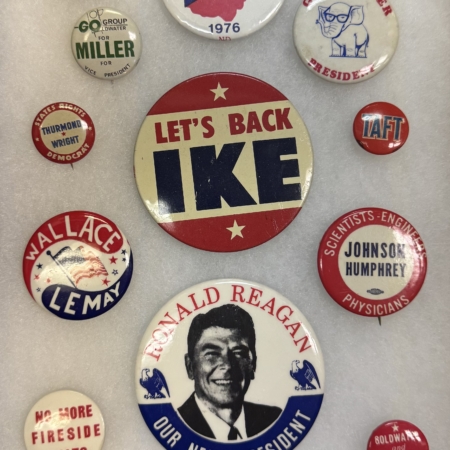 GO GROUP
FOR
MILLER
FOR
VICE PRESIDENT
1976
PRESIDENT
STATES RIGHTS
THURMOND
WRIGHT
DEMOCRAT
LET'S BACK
IKE
TAFT
WALLACE
LEMAY
SCIENTISTS-ENGINEERS
JOHNSON
HUMPHREY
PHYSICIANS
RONALD REAGAN
OUR
PRESIDENT
NO MORE
FIRESIDE